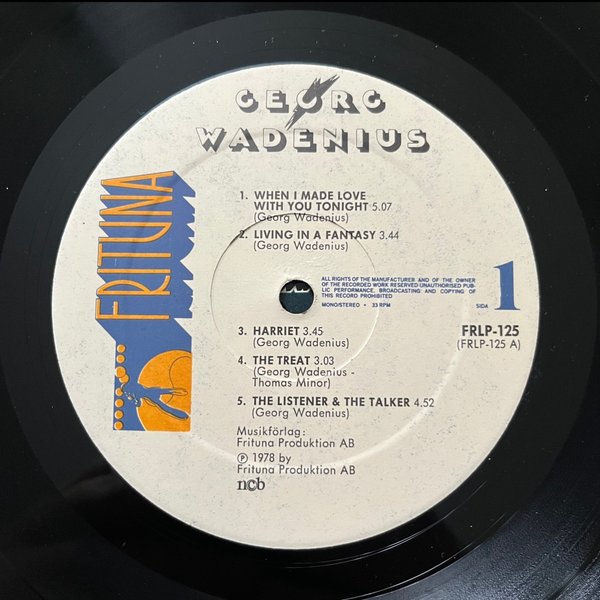 GEORG
WADENIUS
FRITUNA
1. WHEN I MADE LOVE
WITH YOU TONIGHT 5.07
(Georg Wadenius)
2. LIVING IN A FANTASY 3.44
(Georg Wadenius)
ALL RIGHTS OF THE MANUFACTURER AND OF THE OWNER
OF THE RECORDED WORK RESERVED UNAUTHORISED PUB-
LIC PERFORMANCE, BROADCASTING AND COPYING OF
THIS RECORD PROHIBITED
MONO/STEREO • 33 RPM
SIDA 1
3. HARRIET 3.45
(Georg Wadenius)
FRLP-125
(FRLP-125 A)
4. THE TREAT 3.03
(Georg Wadenius -
Thomas Minor)
5. THE LISTENER & THE TALKER 4.52
(Georg Wadenius)
Musikförlag:
Frituna Produktion AB
Ⓟ 1978 by
Frituna Produktion AB
ncb